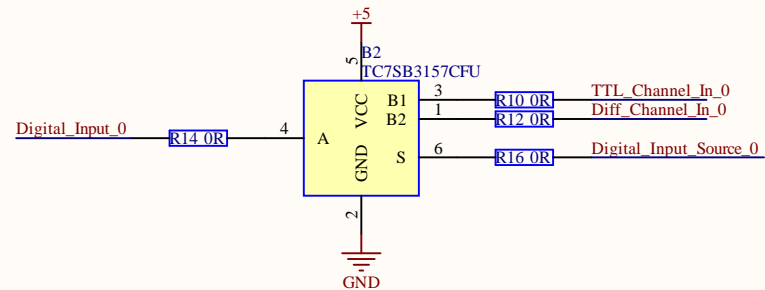 +5
5
B2
TC7SB3157CFU
VCC
B1
3
R10 0R
TTL_Channel_In_0
B2
1
R12 0R
Diff_Channel_In_0
Digital_Input_0
R14 0R
4
A
GND
S
6
R16 0R
Digital_Input_Source_0
2
GND